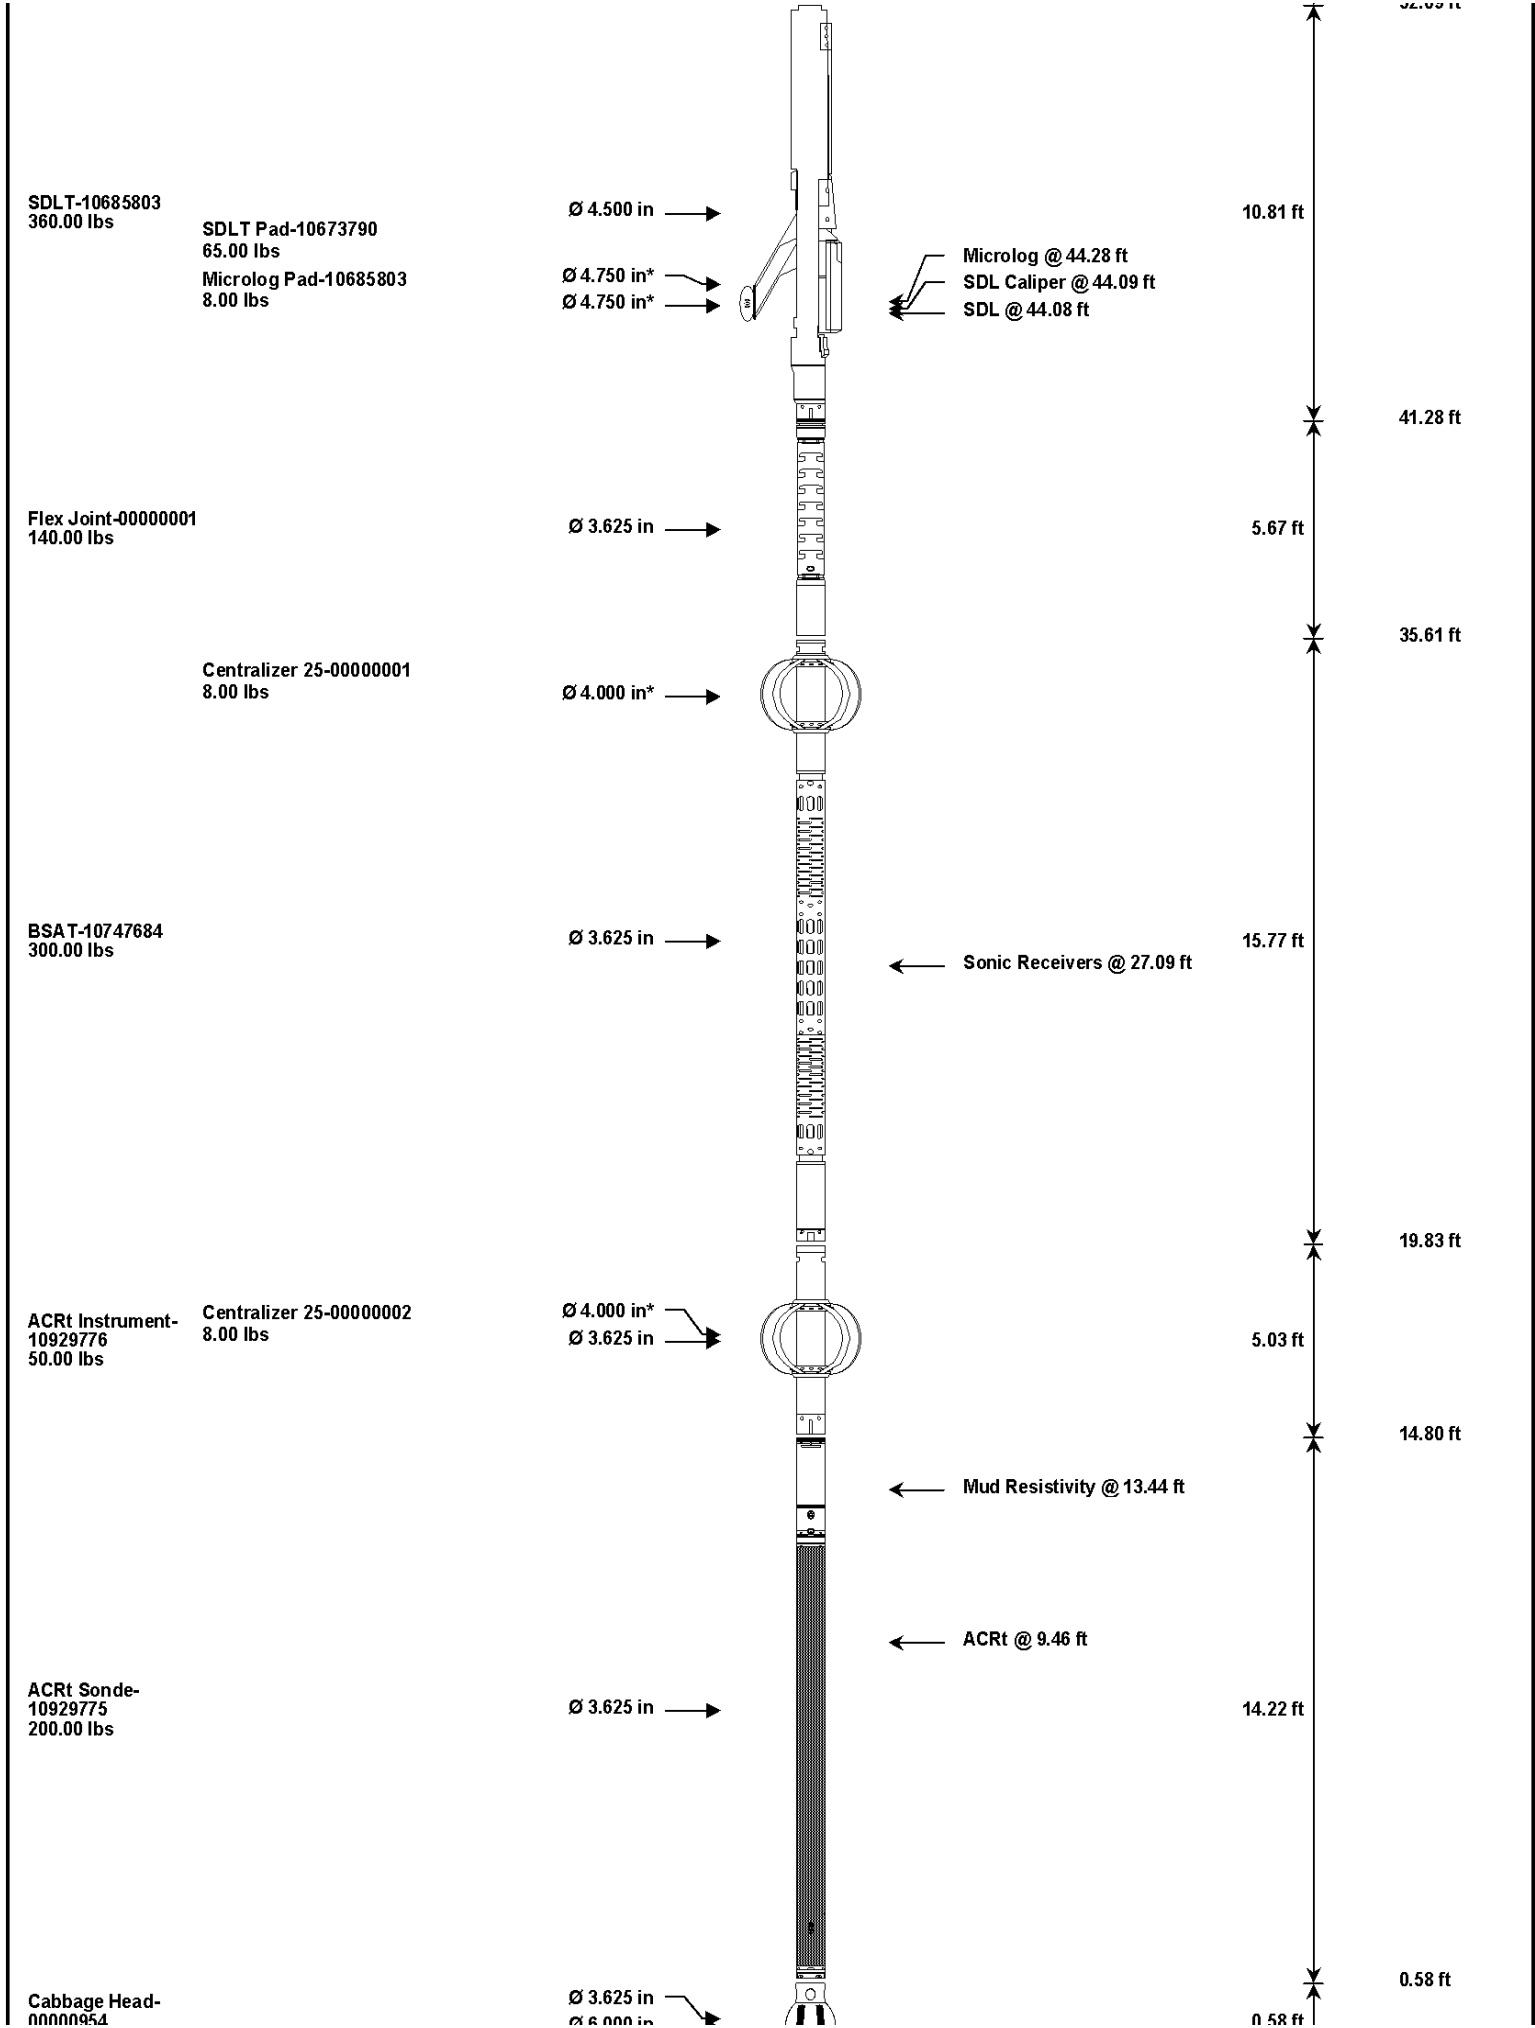 SDLT-10685803
360.00 lbs
SDLT Pad-10673790
65.00 lbs
Microlog Pad-10685803
8.00 lbs
Ø 4.500 in
Ø 4.750 in*
Ø 4.750 in*
Microlog @ 44.28 ft
SDL Caliper @ 44.09 ft
SDL @ 44.08 ft
10.81 ft
41.28 ft
Flex Joint-00000001
140.00 lbs
Ø 3.625 in
5.67 ft
35.61 ft
Centralizer 25-00000001
8.00 lbs
Ø 4.000 in*
BSAT-10747684
300.00 lbs
Ø 3.625 in
Sonic Receivers @ 27.09 ft
15.77 ft
19.83 ft
ACRt Instrument-
10929776
50.00 lbs
Centralizer 25-00000002
8.00 lbs
Ø 4.000 in*
Ø 3.625 in
5.03 ft
14.80 ft
Mud Resistivity @ 13.44 ft
ACRt @ 9.46 ft
ACRt Sonde-
10929775
200.00 lbs
Ø 3.625 in
14.22 ft
0.58 ft
Cabbage Head-
00000954
Ø 3.625 in
Ø 6.000 in
0.58 ft